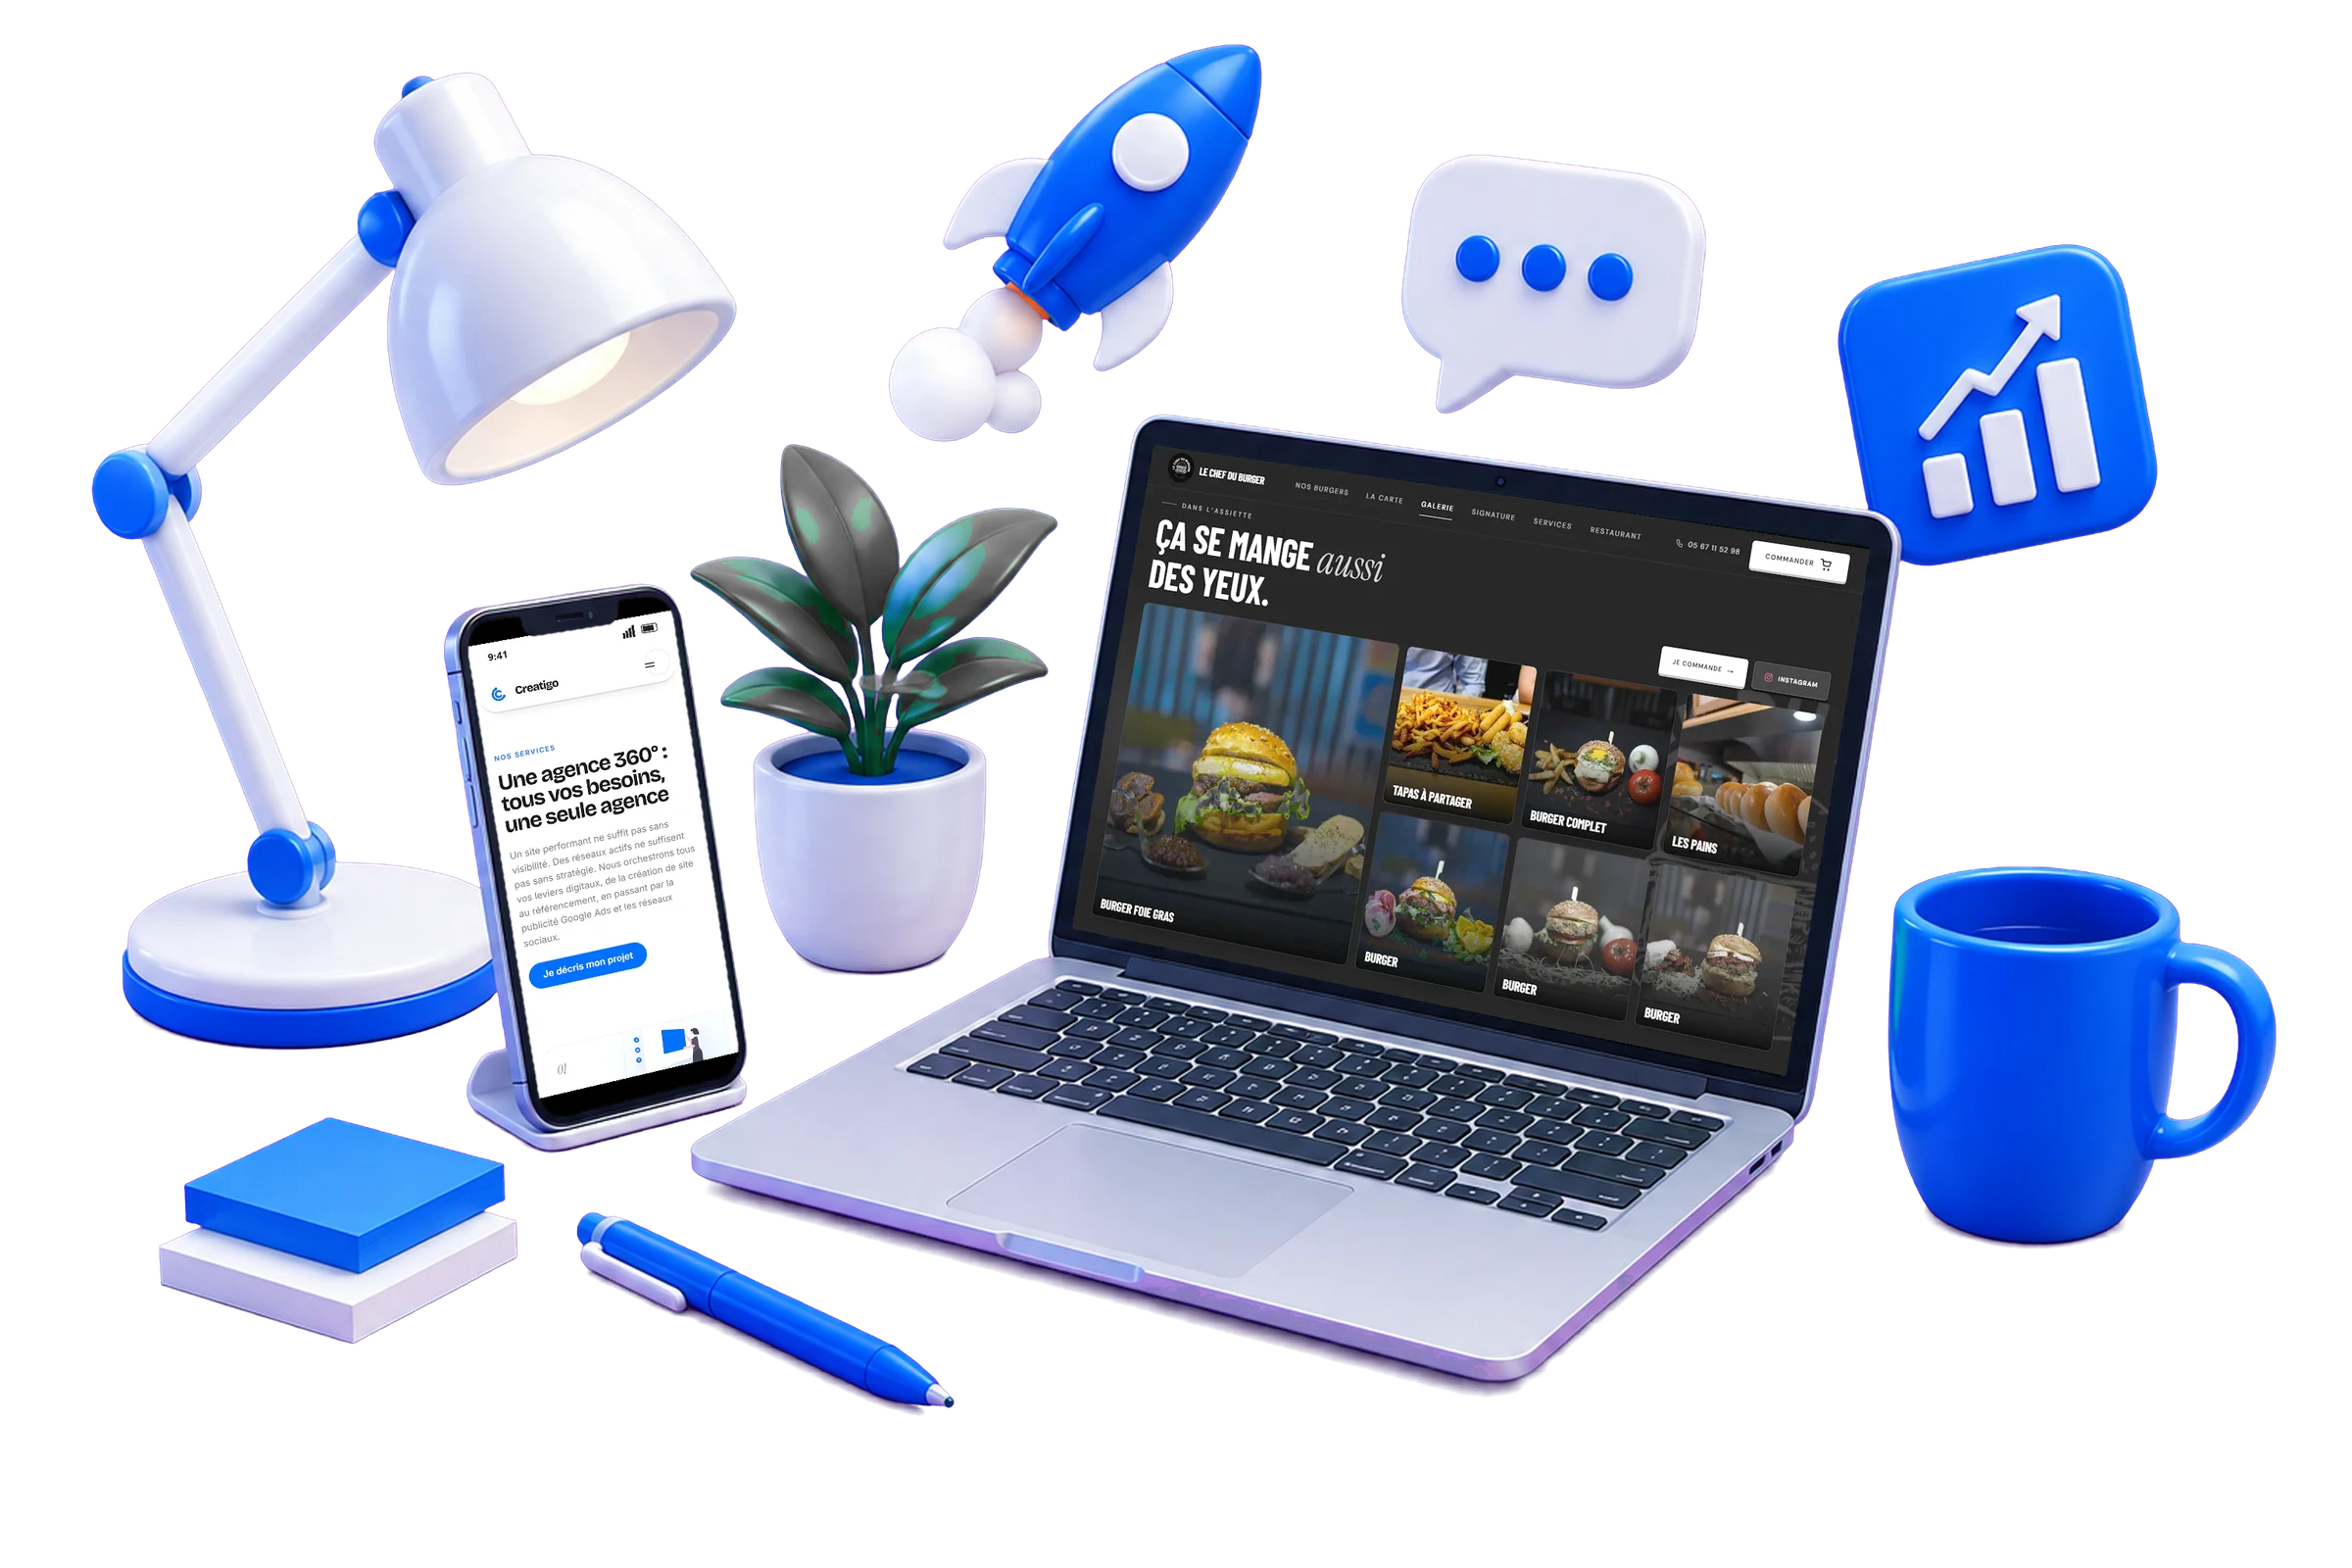 9:41
Creatigo
NOS SERVICES
Une agence 360° :
tous vos besoins,
une seule agence
Un site performant ne suffit pas sans
visibilité. Des réseaux actifs ne suffisent
pas sans stratégie. Nous orchestrons tous
vos leviers digitaux, de la création de site
au référencement, en passant par la
publicité Google Ads et les réseaux
sociaux.
Je décris mon projet
01
LE CHEF DU BURGER
NOS BURGERS
LA CARTE
GALERIE
SIGNATURE
SERVICES
RESTAURANT
05 67 11 52 98
COMMANDER
DANS L'ASSIETTE
ÇA SE MANGE aussi
DES YEUX.
JE COMMANDE →
INSTAGRAM
BURGER FOIE GRAS
TAPAS À PARTAGER
BURGER COMPLET
LES PAINS
BURGER
BURGER
BURGER